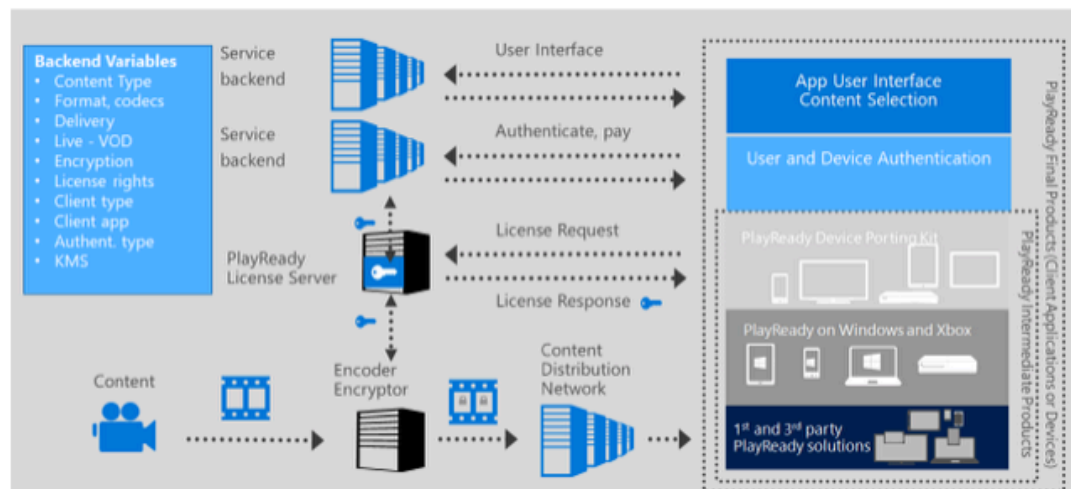 Backend Variables
• Content Type
• Format, codecs
• Delivery
• Live - VOD
• Encryption
• License rights
• Client type
• Client app
• Authent. type
• KMS
Service
backend
User Interface
Service
backend
Authenticate, pay
PlayReady
License Server
License Request
License Response
Content
Encoder
Encryptor
Content
Distribution
Network
App User Interface
Content Selection
User and Device Authentication
PlayReady Device Porting Kit
PlayReady on Windows and Xbox
1st and 3rd party
PlayReady solutions
PlayReady Intermediate Products
PlayReady Final Products (Client Applications or Devices)